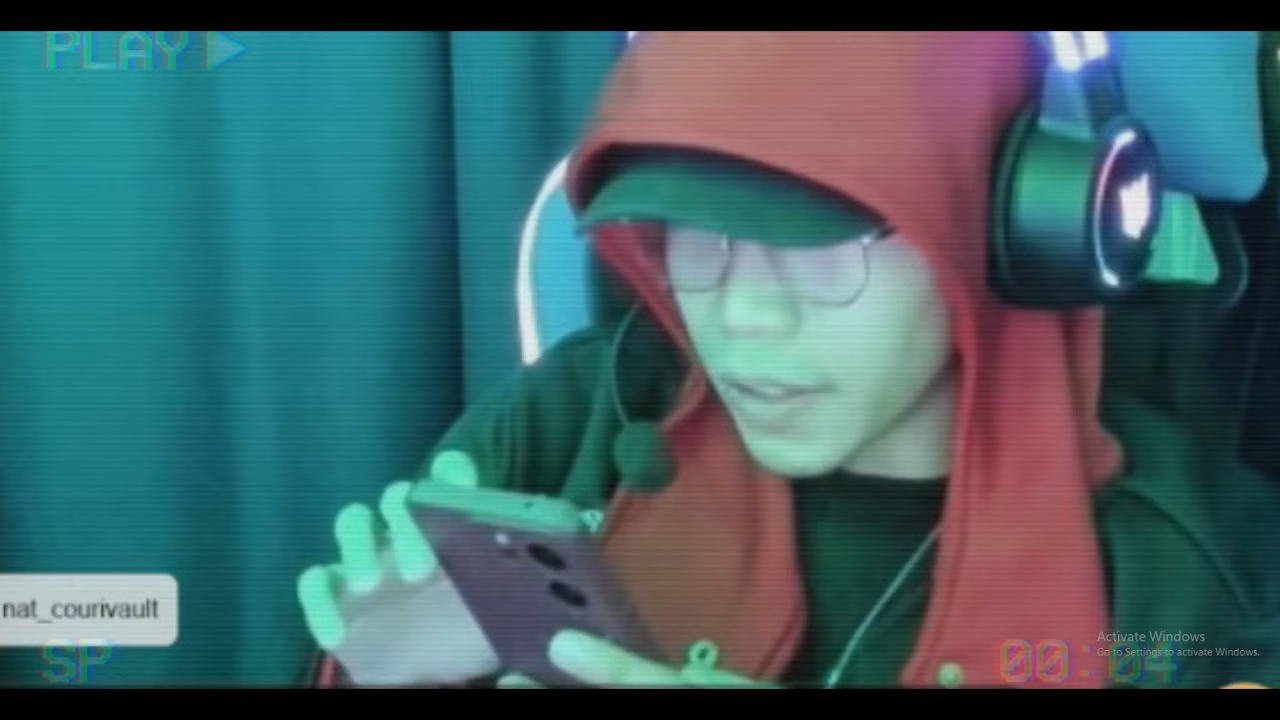 PLAY
nat_courivault
SP
00:04
Activate Windows
Go to Settings to activate Windows.